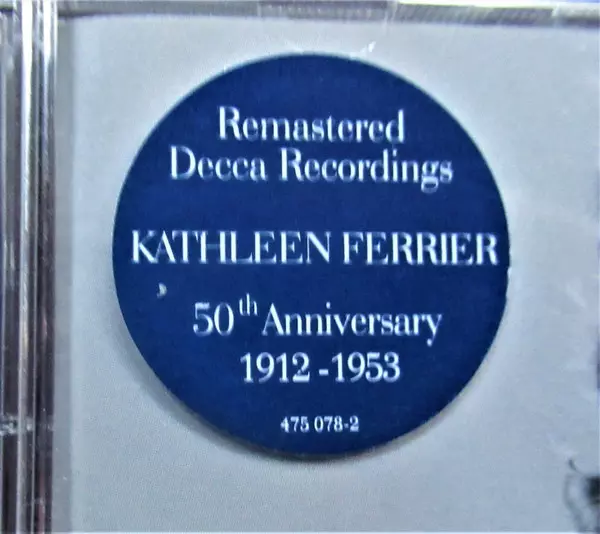 Remastered
Decca Recordings
KATHLEEN FERRIER
50th Anniversary
1912-1953
475 078-2